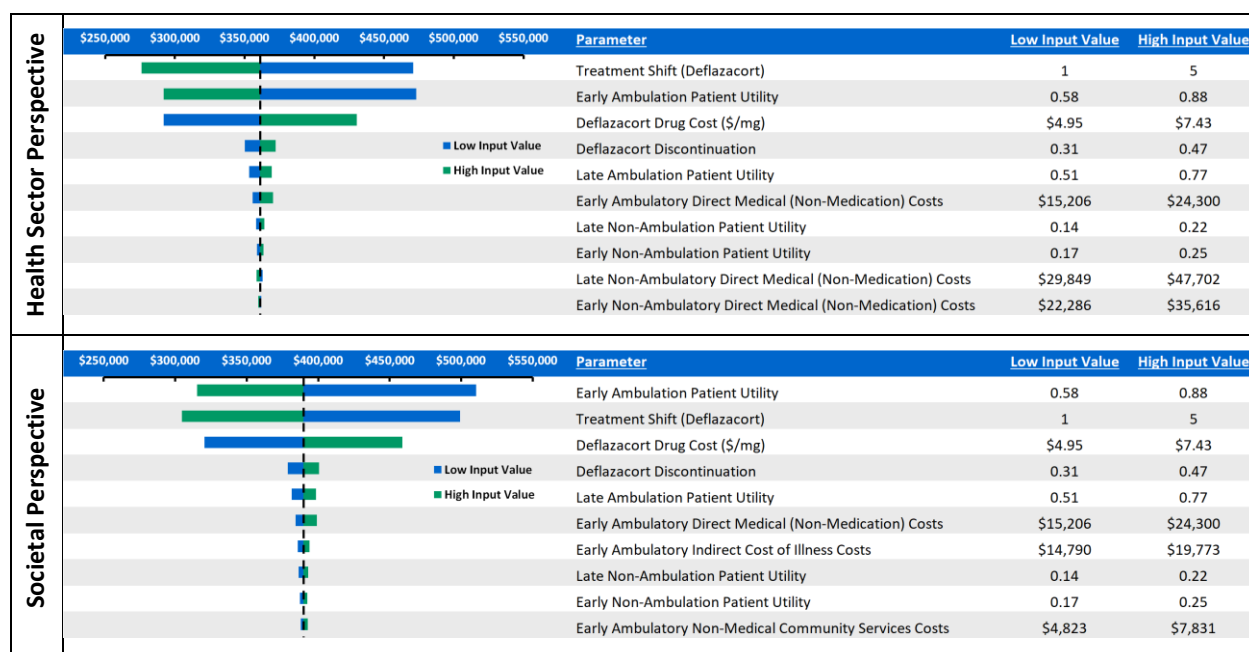 Health Sector Perspective
$250,000 $300,000 $350,000 $400,000 $450,000 $500,000 $550,000 Parameter Low Input Value High Input Value
Treatment Shift (Deflazacort) 1 5
Early Ambulation Patient Utility 0.58 0.88
Deflazacort Drug Cost ($/mg) $4.95 $7.43
Low Input Value Deflazacort Discontinuation 0.31 0.47
High Input Value Late Ambulation Patient Utility 0.51 0.77
Early Ambulatory Direct Medical (Non-Medication) Costs $15,206 $24,300
Late Non-Ambulation Patient Utility 0.14 0.22
Early Non-Ambulation Patient Utility 0.17 0.25
Late Non-Ambulatory Direct Medical (Non-Medication) Costs $29,849 $47,702
Early Non-Ambulatory Direct Medical (Non-Medication) Costs $22,286 $35,616
Societal Perspective
$250,000 $300,000 $350,000 $400,000 $450,000 $500,000 $550,000 Parameter Low Input Value High Input Value
Early Ambulation Patient Utility 0.58 0.88
Treatment Shift (Deflazacort) 1 5
Deflazacort Drug Cost ($/mg) $4.95 $7.43
Low Input Value Deflazacort Discontinuation 0.31 0.47
High Input Value Late Ambulation Patient Utility 0.51 0.77
Early Ambulatory Direct Medical (Non-Medication) Costs $15,206 $24,300
Early Ambulatory Indirect Cost of Illness Costs $14,790 $19,773
Late Non-Ambulation Patient Utility 0.14 0.22
Early Non-Ambulation Patient Utility 0.17 0.25
Early Ambulatory Non-Medical Community Services Costs $4,823 $7,831